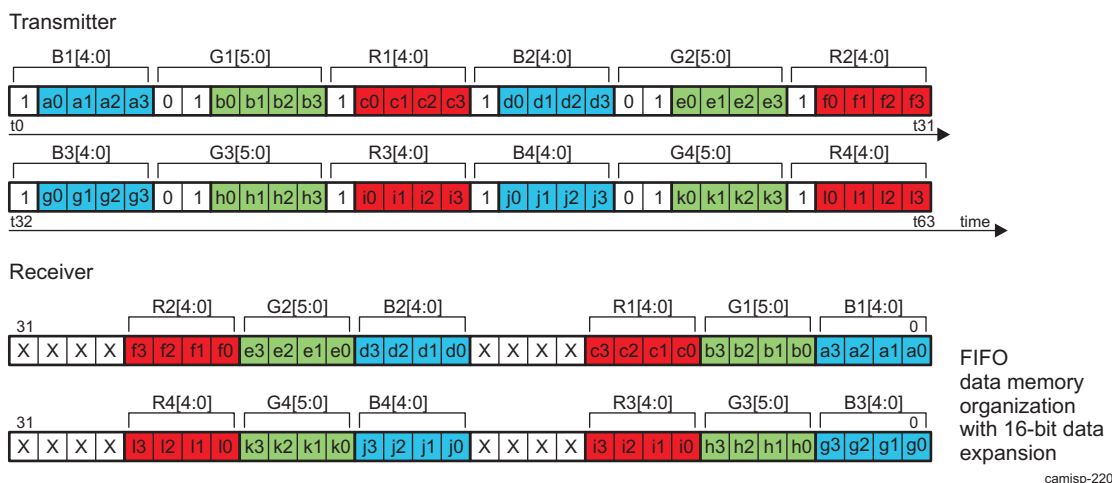 Transmitter
B1[4:0] G1[5:0] R1[4:0] B2[4:0] G2[5:0] R2[4:0]
1 a0 a1 a2 a3 0 1 b0 b1 b2 b3 1 c0 c1 c2 c3 1 d0 d1 d2 d3 0 1 e0 e1 e2 e3 1 f0 f1 f2 f3
t0 t31
B3[4:0] G3[5:0] R3[4:0] B4[4:0] G4[5:0] R4[4:0]
1 g0 g1 g2 g3 0 1 h0 h1 h2 h3 1 i0 i1 i2 i3 1 j0 j1 j2 j3 0 1 k0 k1 k2 k3 1 l0 l1 l2 l3
t32 t63 time
Receiver
R2[4:0] G2[5:0] B2[4:0] R1[4:0] G1[5:0] B1[4:0]
31 0
X X X X f3 f2 f1 f0 e3 e2 e1 e0 d3 d2 d1 d0 X X X X c3 c2 c1 c0 b3 b2 b1 b0 a3 a2 a1 a0
R4[4:0] G4[5:0] B4[4:0] R3[4:0] G3[5:0] B3[4:0]
31 0
X X X X l3 l2 l1 l0 k3 k2 k1 k0 j3 j2 j1 j0 X X X X i3 i2 i1 i0 h3 h2 h1 h0 g3 g2 g1 g0
FIFO
data memory
organization
with 16-bit data
expansion
camisp-220